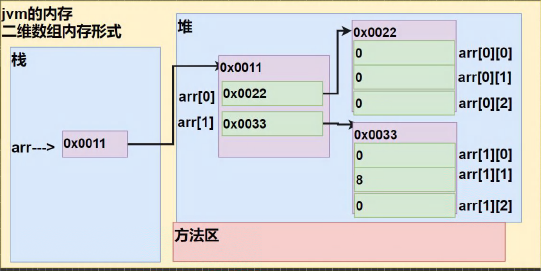 jvm的内存
二维数组内存形式
栈
arr--->
0x0011
堆
0x0011
arr[0]
0x0022
arr[1]
0x0033
0x0022
0
arr[0][0]
0
arr[0][1]
0
arr[0][2]
0x0033
0
arr[1][0]
8
arr[1][1]
0
arr[1][2]
方法区